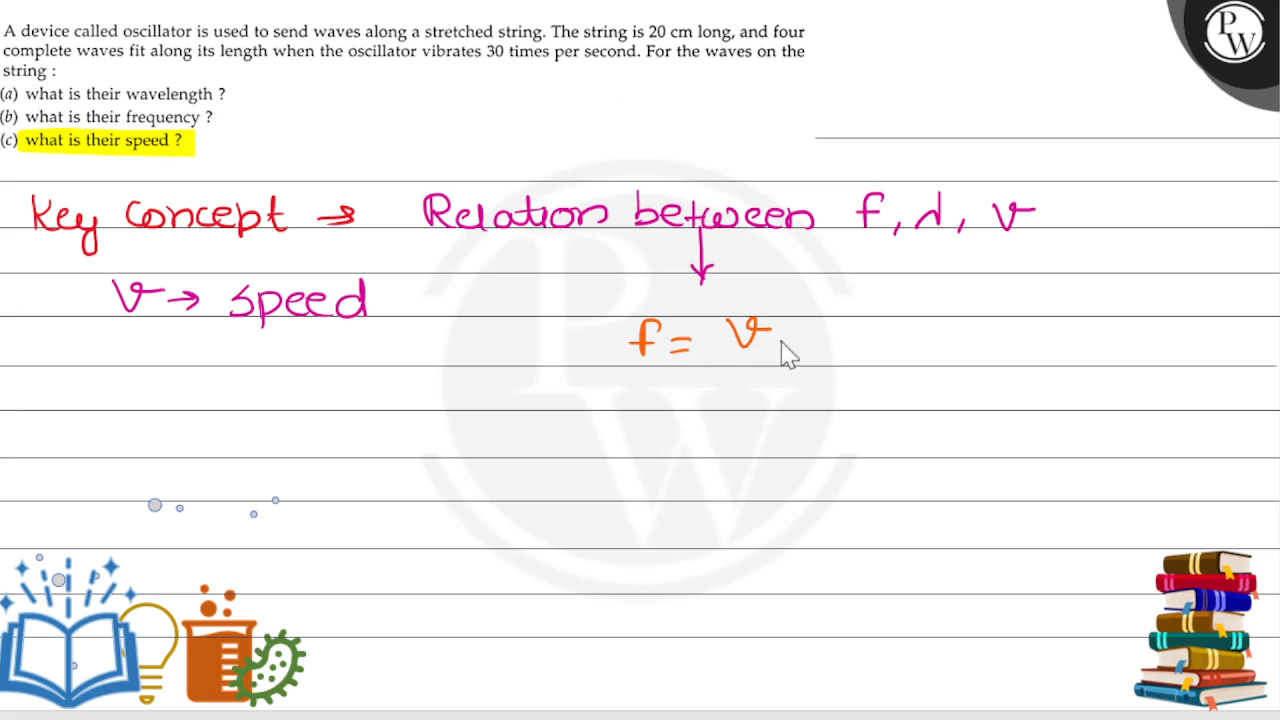 A device called oscillator is used to send waves along a stretched string. The string is 20 cm long, and four
complete waves fit along its length when the oscillator vibrates 30 times per second. For the waves on the
string :
(a) what is their wavelength ?
(b) what is their frequency ?
(c) what is their speed ?
P
W
Key concept → Relation between f, λ, v
v → speed
f = v
P
W